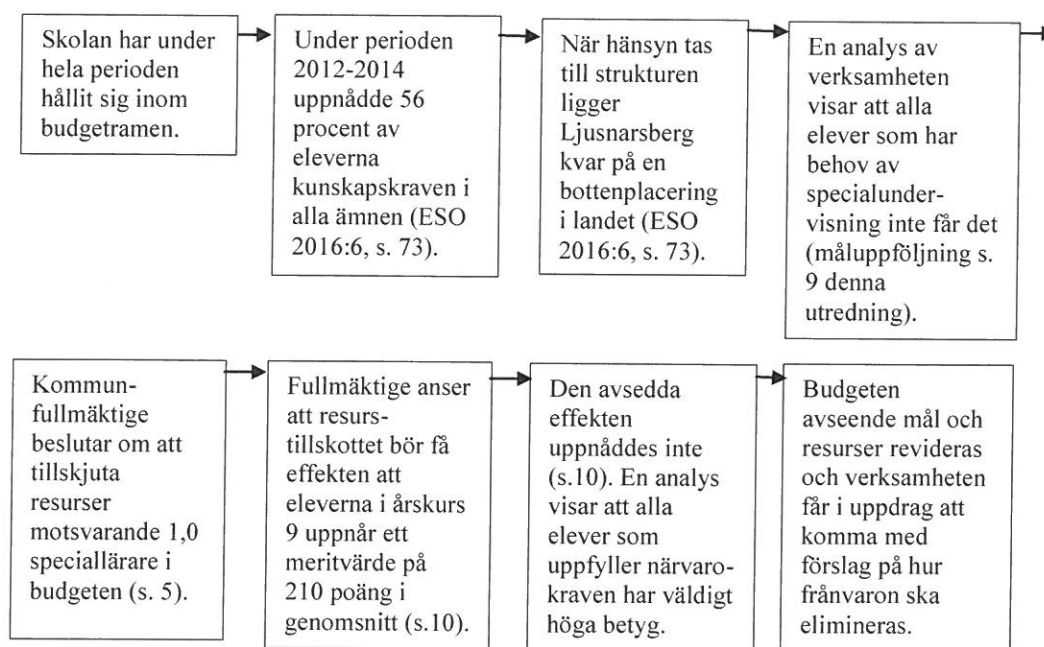 Skolan har under
hela perioden
hållit sig inom
budgetramen.
Under perioden
2012-2014
uppnådde 56
procent av
eleverna
kunskapskraven i
alla ämnen (ESO
2016:6, s. 73).
När hänsyn tas
till strukturen
ligger
Ljusnarsberg
kvar på en
bottenplacering
i landet (ESO
2016:6, s. 73).
En analys av
verksamheten
visar att alla
elever som har
behov av
specialunder-
visning inte får det
(måluppföljning s.
9 denna
utredning).
Kommun-
fullmäktige
beslutar om att
tillskjuta
resurser
motsvarande 1,0
speciallärare i
budgeten (s. 5).
Fullmäktige anser
att resurs-
tillskottet bör få
effekten att
eleverna i årskurs
9 uppnår ett
meritvärde på
210 poäng i
genomsnitt (s.10).
Den avsedda
effekten
uppnåddes inte
(s.10). En analys
visar att alla
elever som
uppfyller närvaro-
kraven har väldigt
höga betyg.
Budgeten
avseende mål och
resurser revideras
och verksamheten
får i uppdrag att
komma med
förslag på hur
frånvaron ska
elimineras.